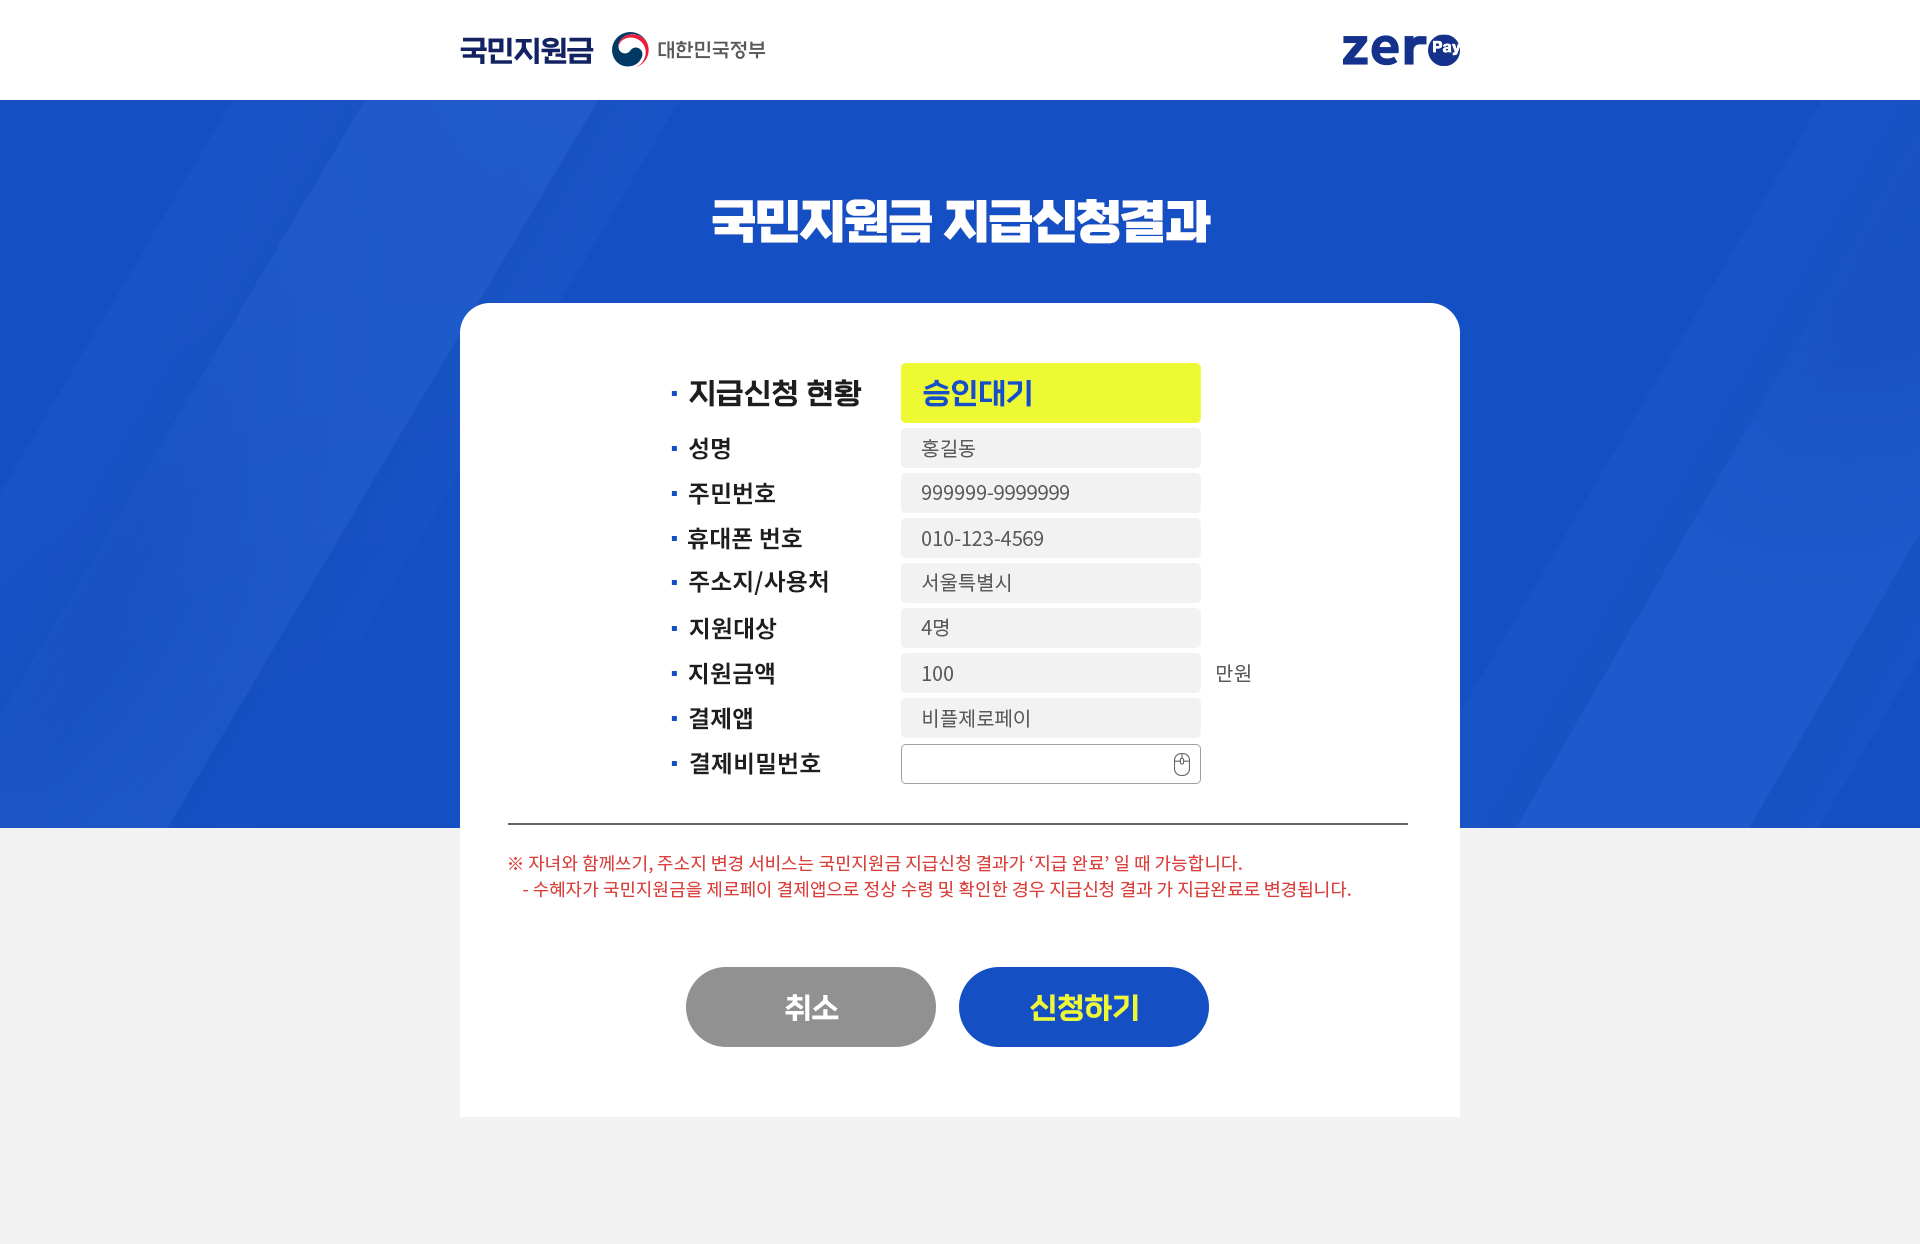 국민지원금 대한민국정부 zero Pay
국민지원금 지급신청결과
지급신청 현황 승인대기
성명 홍길동
주민번호 999999-9999999
휴대폰 번호 010-123-4569
주소지/사용처 서울특별시
지원대상 4명
지원금액 100 만원
결제앱 비플제로페이
결제비밀번호
※ 자녀와 함께쓰기, 주소지 변경 서비스는 국민지원금 지급신청 결과가 ‘지급 완료’ 일 때 가능합니다.
- 수혜자가 국민지원금을 제로페이 결제앱으로 정상 수령 및 확인한 경우 지급신청 결과 가 지급완료로 변경됩니다.
취소 신청하기